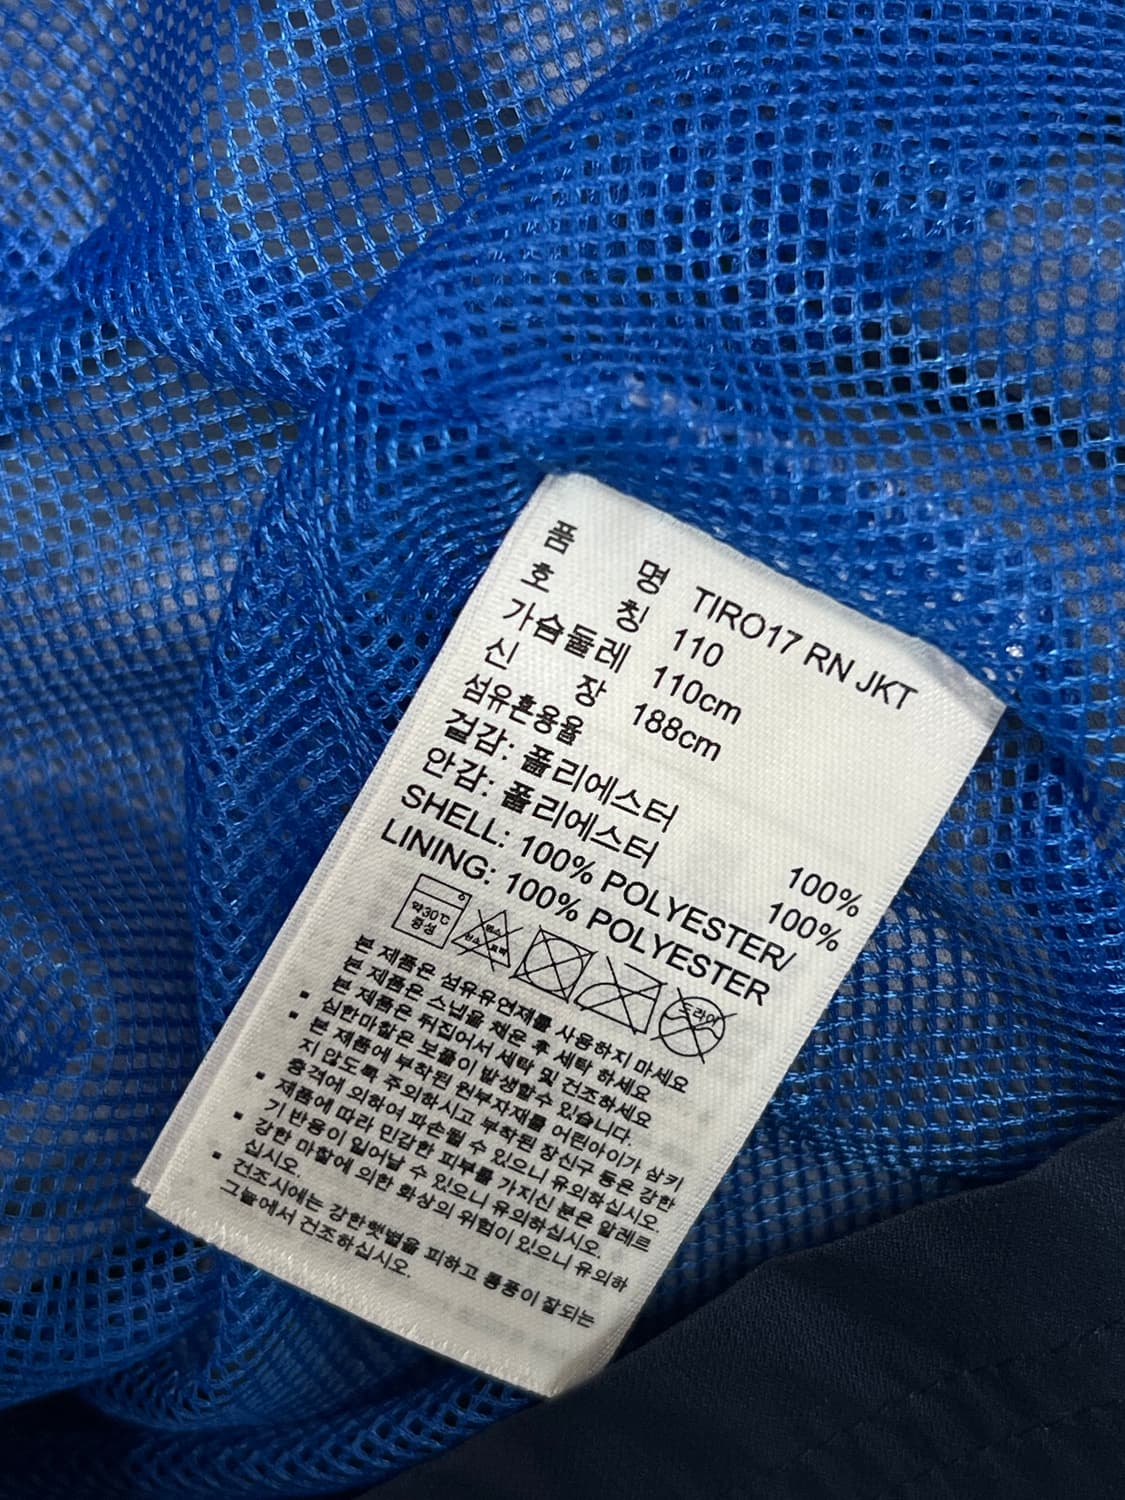 품 명 TIRO17 RN JKT
호 칭 110
가슴둘레 110cm
신 장 188cm
섬유혼용율
겉감: 폴리에스터 100%
안감: 폴리에스터 100%
SHELL: 100% POLYESTER/
LINING: 100% POLYESTER
약30℃
중성
드라이
본 제품은 섬유유연제를 사용하지 마세요
본 제품은 스냅을 채운 후 세탁 하세요
본 제품은 뒤집어서 세탁 및 건조하세요
▪ 심한마찰은 보풀이 발생할수 있습니다.
▪ 본 제품에 부착된 원부자재를 어린아이가 삼키
지 않도록 주의하시고 부착된 장신구 등은 강한
충격에 의하여 파손될 수 있으니 유의하십시오.
▪ 제품에 따라 민감한 피부를 가지신 분은 알레르
기 반응이 일어날 수 있으니 유의하십시오.
▪ 강한 마찰에 의한 화상의 위험이 있으니 유의하
십시오.
▪ 건조시에는 강한햇볕을 피하고 통풍이 잘되는
그늘에서 건조하십시오.